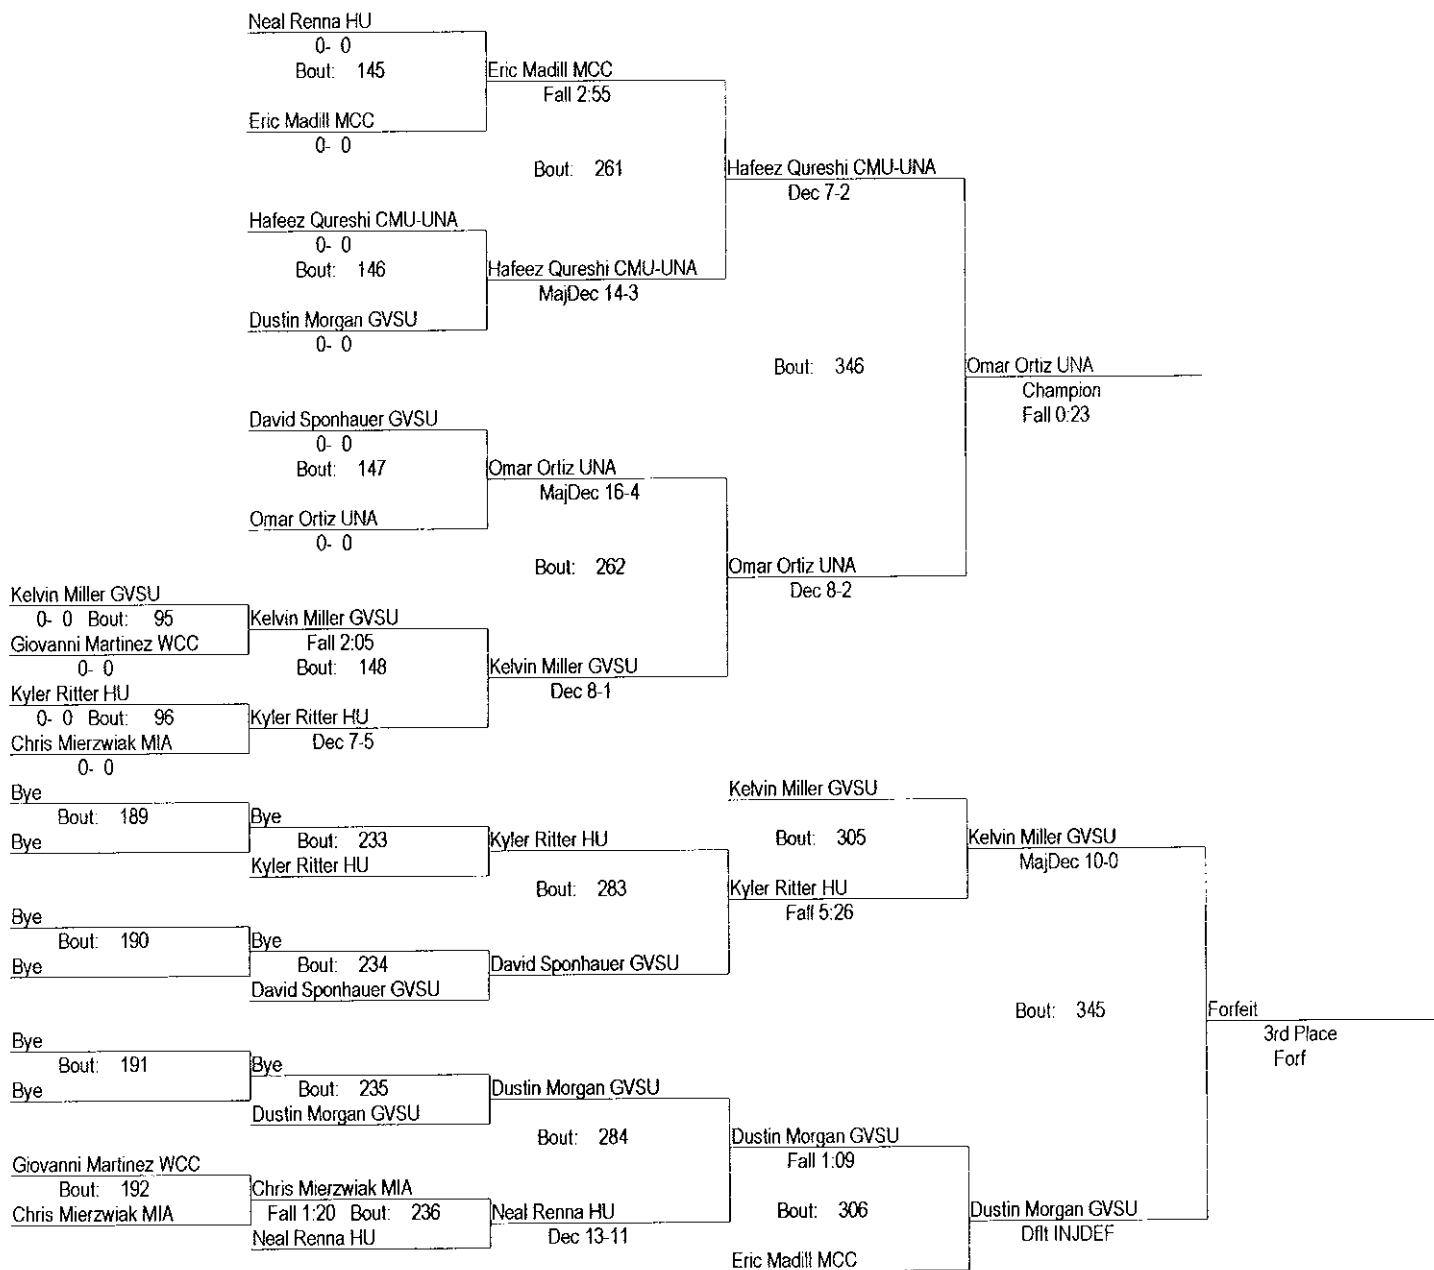 Neal Renna HU
0- 0
Bout: 145
Eric Madill MCC
Fall 2:55
Eric Madill MCC
0- 0
Bout: 261
Hafeez Qureshi CMU-UNA
Dec 7-2
Hafeez Qureshi CMU-UNA
0- 0
Bout: 146
Hafeez Qureshi CMU-UNA
MajDec 14-3
Dustin Morgan GVSU
0- 0
Bout: 346
Omar Ortiz UNA
Champion
Fall 0:23
David Sponhauer GVSU
0- 0
Bout: 147
Omar Ortiz UNA
MajDec 16-4
Omar Ortiz UNA
0- 0
Bout: 262
Omar Ortiz UNA
Dec 8-2
Kelvin Miller GVSU
0- 0 Bout: 95
Giovanni Martinez WCC
0- 0
Kelvin Miller GVSU
Fall 2:05
Bout: 148
Kelvin Miller GVSU
Dec 8-1
Kyler Ritter HU
0- 0 Bout: 96
Chris Mierzwiak MIA
0- 0
Kyler Ritter HU
Dec 7-5
Bye
Bout: 189
Bye
Bye
Bout: 233
Kyler Ritter HU
Kyler Ritter HU
Bout: 283
Kelvin Miller GVSU
Bout: 305
Kyler Ritter HU
Fall 5:26
Kelvin Miller GVSU
MajDec 10-0
Bye
Bout: 190
Bye
Bye
Bout: 234
David Sponhauer GVSU
David Sponhauer GVSU
Bout: 345
Forfeit
3rd Place
Forf
Bye
Bout: 191
Bye
Bye
Bout: 235
Dustin Morgan GVSU
Dustin Morgan GVSU
Bout: 284
Dustin Morgan GVSU
Fall 1:09
Bout: 306
Eric Madill MCC
Dustin Morgan GVSU
Dflt INJDEF
Giovanni Martinez WCC
Bout: 192
Chris Mierzwiak MIA
Chris Mierzwiak MIA
Fall 1:20 Bout: 236
Neal Renna HU
Neal Renna HU
Dec 13-11